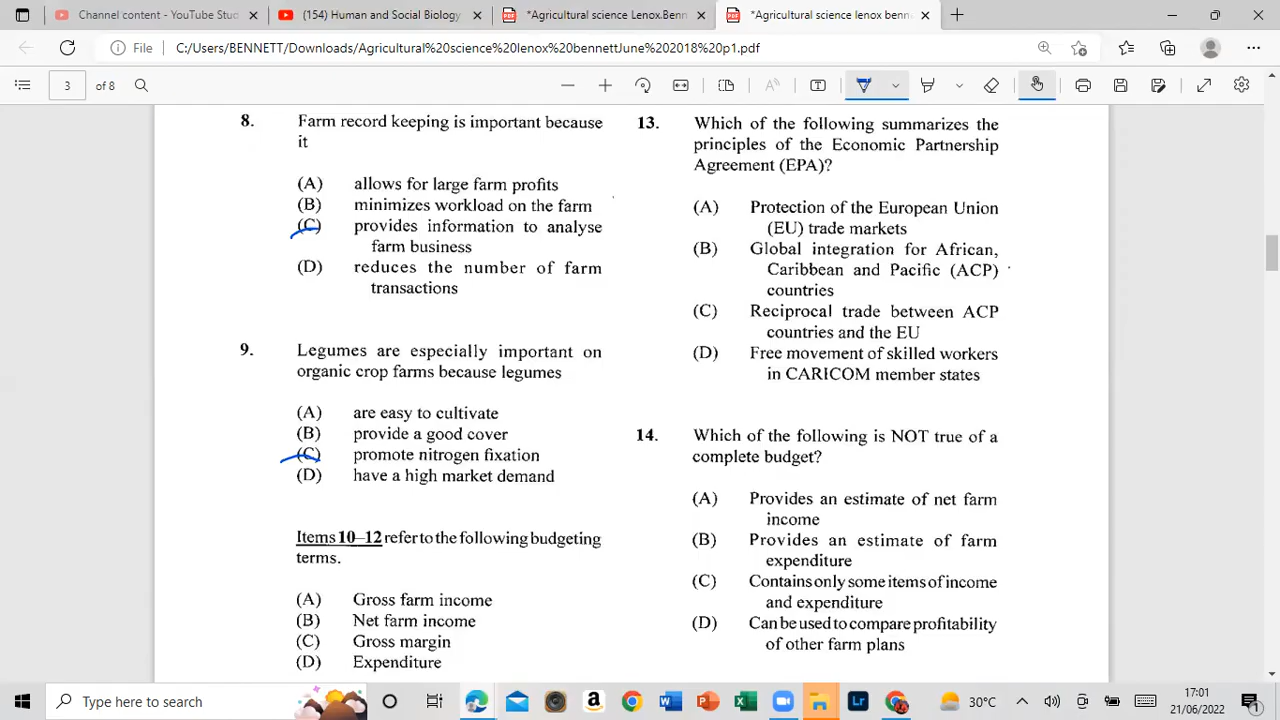 (11) Current location - YouTube Stud
(154) Human and Social Biology
*Agricultural science Lenox.Benn
*Agricultural science lenox benn
File
C:/Users/BENNETT/Downloads/Agricultural%20science%20lenox%20bennettJune%202018%20p1.pdf
3 of 8
8. Farm record keeping is important because
it
(A) allows for large farm profits
(B) minimizes workload on the farm
(C) provides information to analyse
farm business
(D) reduces the number of farm
transactions
9. Legumes are especially important on
organic crop farms because legumes
(A) are easy to cultivate
(B) provide a good cover
(C) promote nitrogen fixation
(D) have a high market demand
Items 10–12 refer to the following budgeting
terms.
(A) Gross farm income
(B) Net farm income
(C) Gross margin
(D) Expenditure
13. Which of the following summarizes the
principles of the Economic Partnership
Agreement (EPA)?
(A) Protection of the European Union
(EU) trade markets
(B) Global integration for African,
Caribbean and Pacific (ACP)
countries
(C) Reciprocal trade between ACP
countries and the EU
(D) Free movement of skilled workers
in CARICOM member states
14. Which of the following is NOT true of a
complete budget?
(A) Provides an estimate of net farm
income
(B) Provides an estimate of farm
expenditure
(C) Contains only some items of income
and expenditure
(D) Can be used to compare profitability
of other farm plans
Type here to search
30°C
17:01
21/06/2022